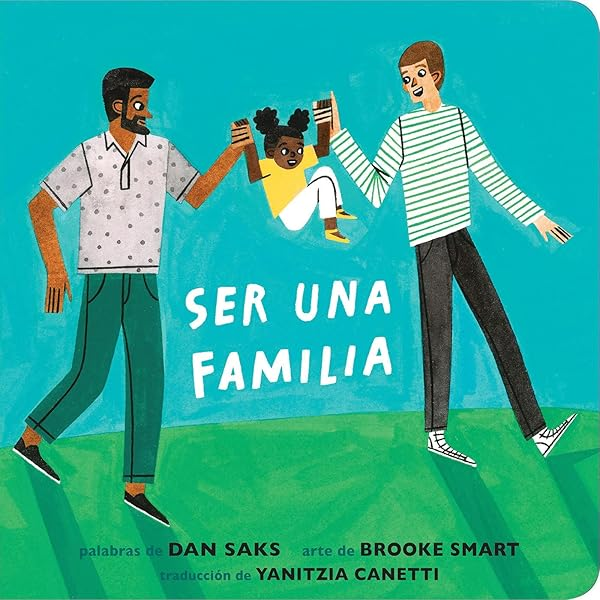 SER UNA
FAMILIA
palabras de DAN SAKS arte de BROOKE SMART
traducción de YANITZIA CANETTI